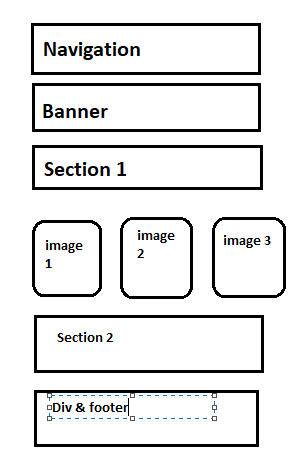 Navigation
Banner
Section 1
image
1
image
2
image 3
Section 2
Div & footer